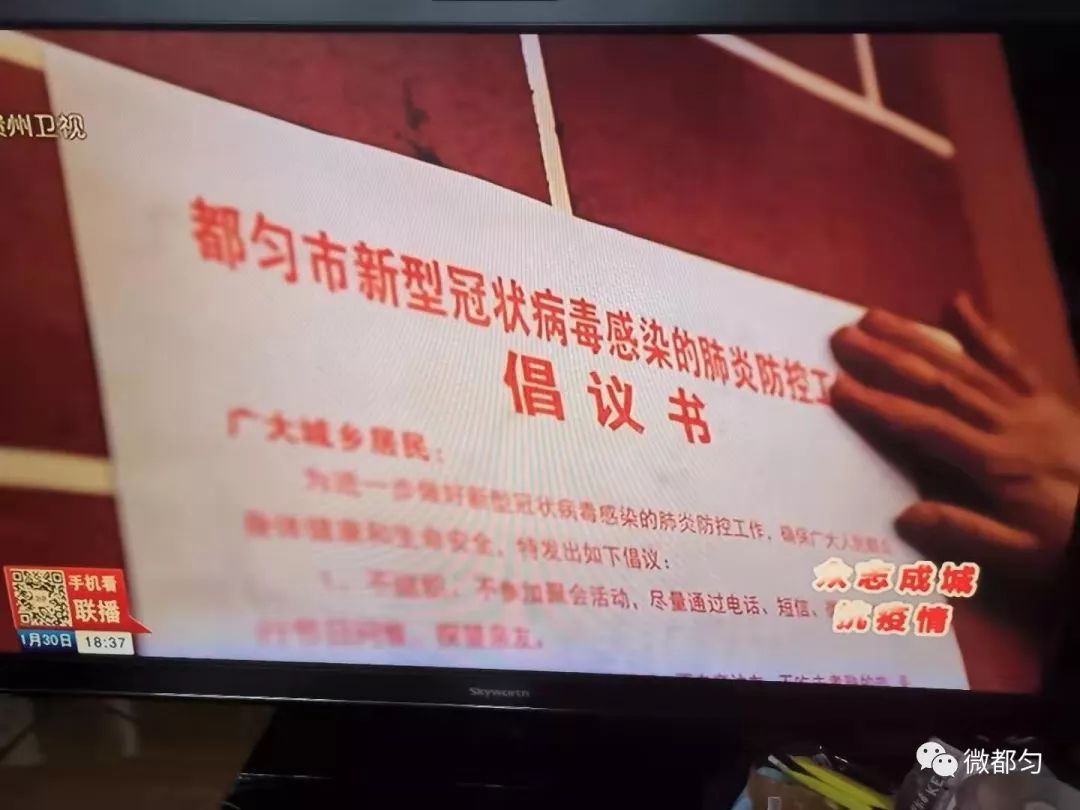 州卫视
都匀市新型冠状病毒感染的肺炎防控工
倡议书
广大城乡居民：
为进一步做好新型冠状病毒感染的肺炎防控工作，确保广大人民群众
身体健康和生命安全，特发出如下倡议：
1、不组织、不参加聚会活动，尽量通过电话、短信、
探望亲友。
众志成城
抗疫情
手机看
联播
1月30日 18:37
Skyworth
微都匀